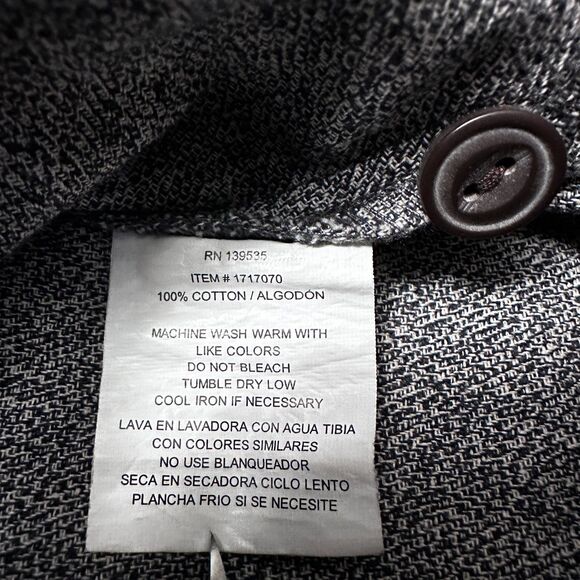 RN 139535
ITEM # 1717070
100% COTTON / ALGODÓN
MACHINE WASH WARM WITH
LIKE COLORS
DO NOT BLEACH
TUMBLE DRY LOW
COOL IRON IF NECESSARY
LAVA EN LAVADORA CON AGUA TIBIA
CON COLORES SIMILARES
NO USE BLANQUEADOR
SECA EN SECADORA CICLO LENTO
PLANCHA FRIO SI SE NECESITE